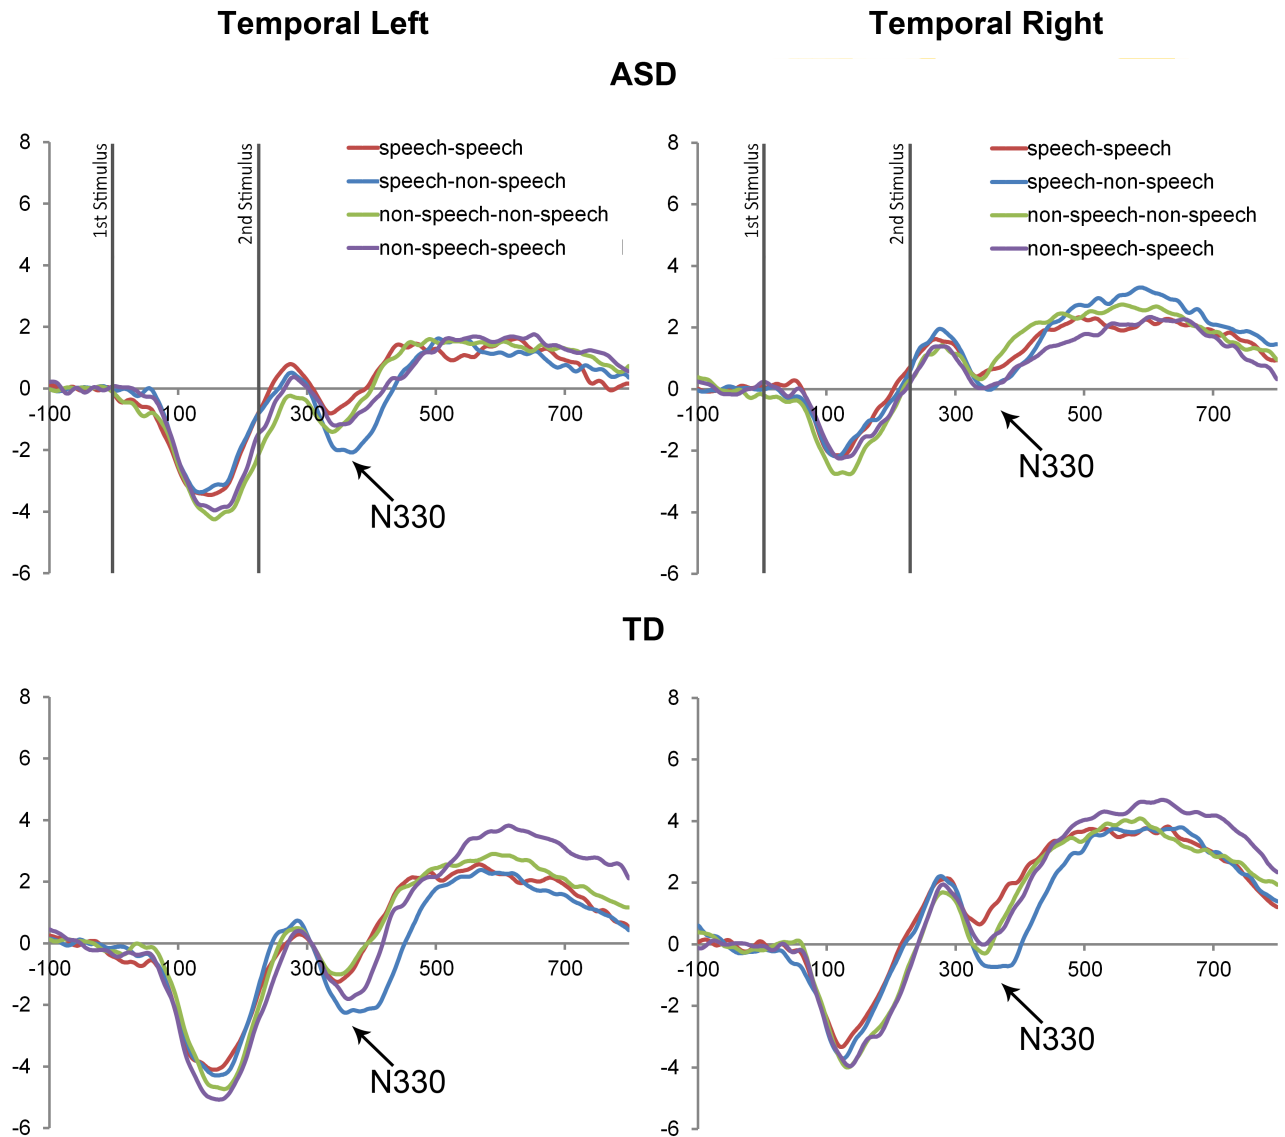 Temporal Left
Temporal Right
ASD
8
6
4
2
0
-2
-4
-6
-100
100
300
500
700
1st Stimulus
2nd Stimulus
speech-speech
speech-non-speech
non-speech-non-speech
non-speech-speech
N330
8
6
4
2
0
-2
-4
-6
-100
100
300
500
700
1st Stimulus
2nd Stimulus
speech-speech
speech-non-speech
non-speech-non-speech
non-speech-speech
N330
TD
8
6
4
2
0
-2
-4
-6
-100
100
300
500
700
N330
8
6
4
2
0
-2
-4
-6
-100
100
300
500
700
N330